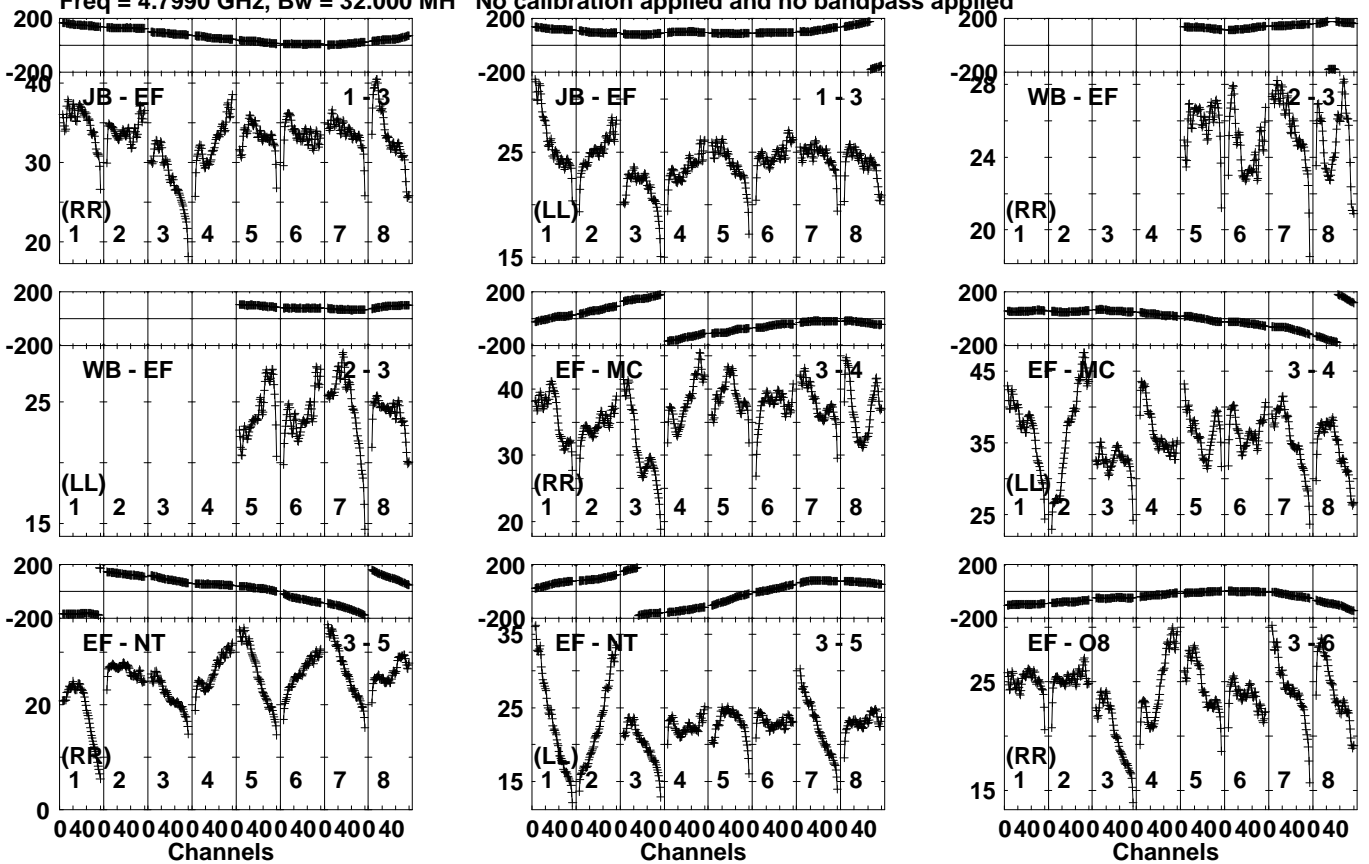 Freq = 4.7990 GHz, Bw = 32.000 MH No calibration applied and no bandpass applied
200 200 200
-200 -200 -200
40 JB - EF 1 - 3 JB - EF 1 - 3 28 WB - EF 2 - 3
30 25 24
(RR) (LL) (RR)
20 1 2 3 4 5 6 7 8 15 1 2 3 4 5 6 7 8 20 1 2 3 4 5 6 7 8
200 200 200
-200 -200 -200
WB - EF 2 - 3 EF - MC 3 - 4 EF - MC 3 - 4
25 40 45
30 35
(LL) (RR) (LL)
15 1 2 3 4 5 6 7 8 20 1 2 3 4 5 6 7 8 25 1 2 3 4 5 6 7 8
200 200 200
-200 -200 -200
EF - NT 3 - 5 35 EF - NT 3 - 5 EF - O8 3 - 6
20 25 25
(RR) (LL) (RR)
0 1 2 3 4 5 6 7 8 15 1 2 3 4 5 6 7 8 15 1 2 3 4 5 6 7 8
0 40 0 40 0 40 0 40 0 40 0 40 0 40 0 40 0 40 0 40 0 40 0 40 0 40 0 40 0 40 0 40 0 40 0 40 0 40 0 40 0 40 0 40 0 40 0 40
Channels Channels Channels